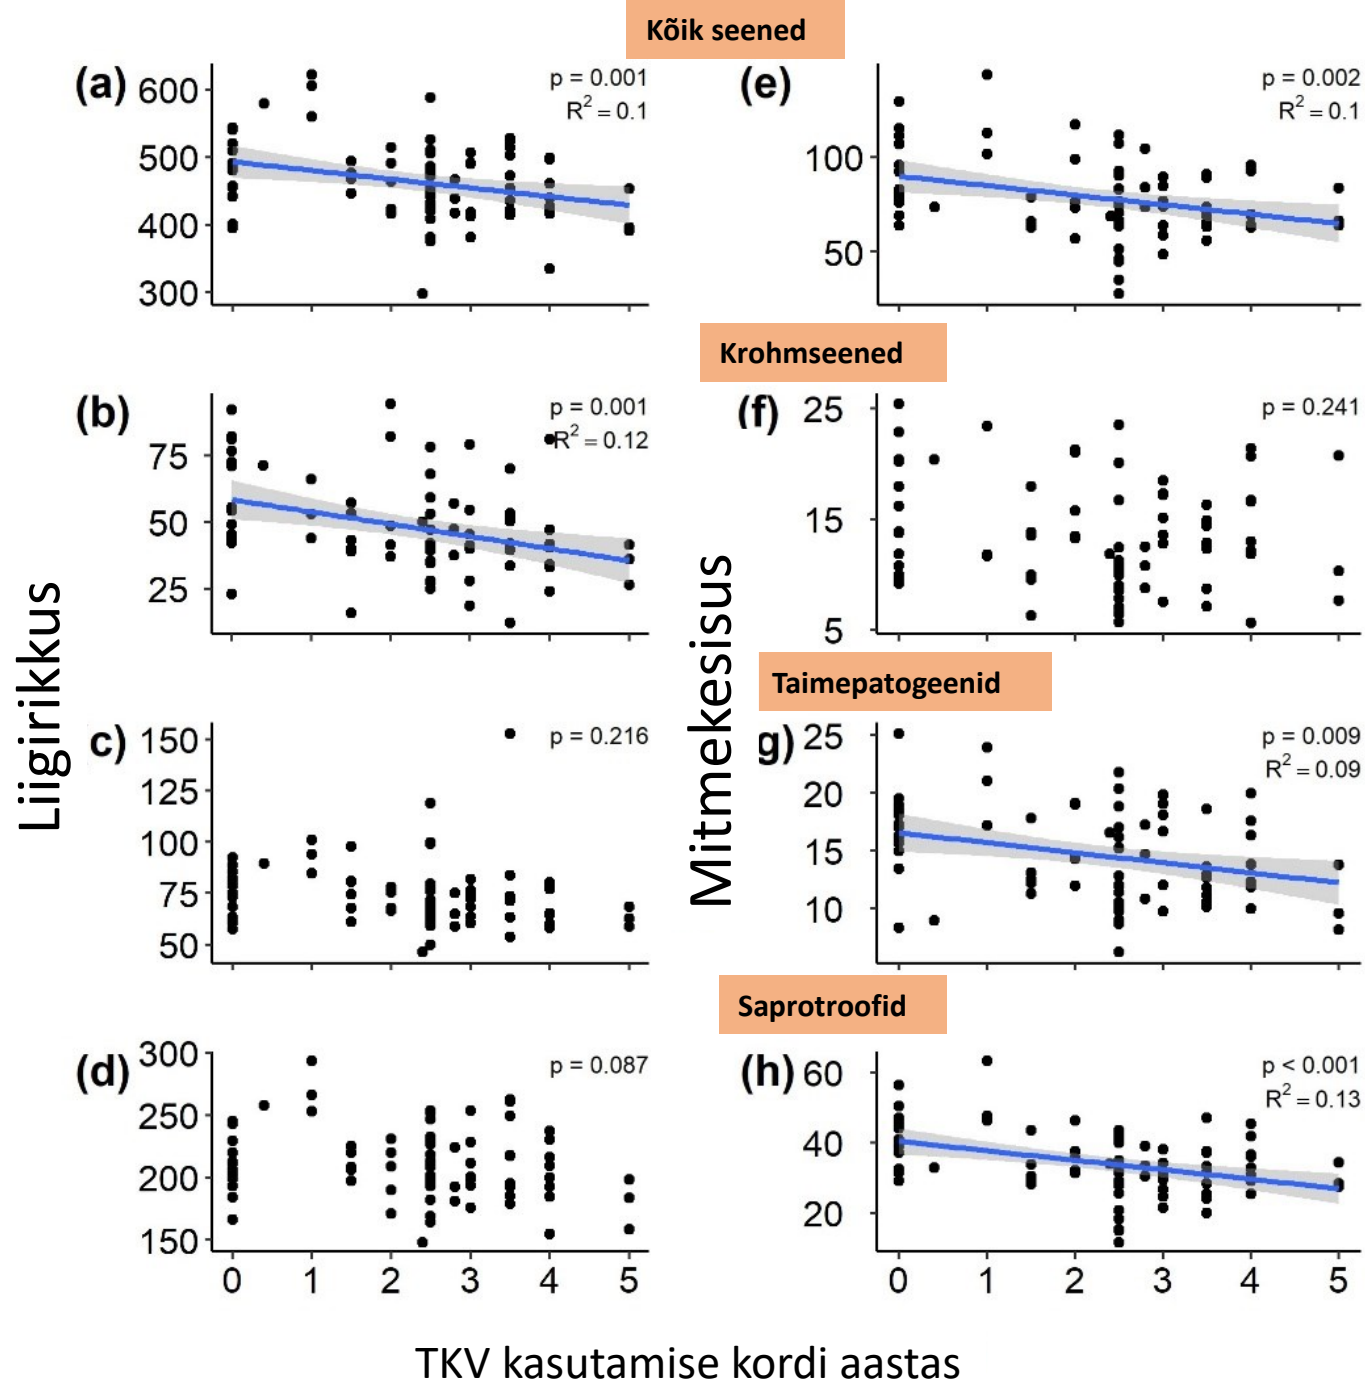 Kõik seened
(a)
600
500
400
300
p = 0.001
R² = 0.1
(e)
100
50
p = 0.002
R² = 0.1
Krohmseened
(b)
75
50
25
p = 0.001
R² = 0.12
(f)
25
15
5
p = 0.241
Liigirikkus
Mitmekesisus
Taimepatogeenid
c)
150
125
100
75
50
p = 0.216
g)
25
20
15
10
p = 0.009
R² = 0.09
Saprotroofid
(d)
300
250
200
150
p = 0.087
(h)
60
40
20
p < 0.001
R² = 0.13
0 1 2 3 4 5
0 1 2 3 4 5
TKV kasutamise kordi aastas